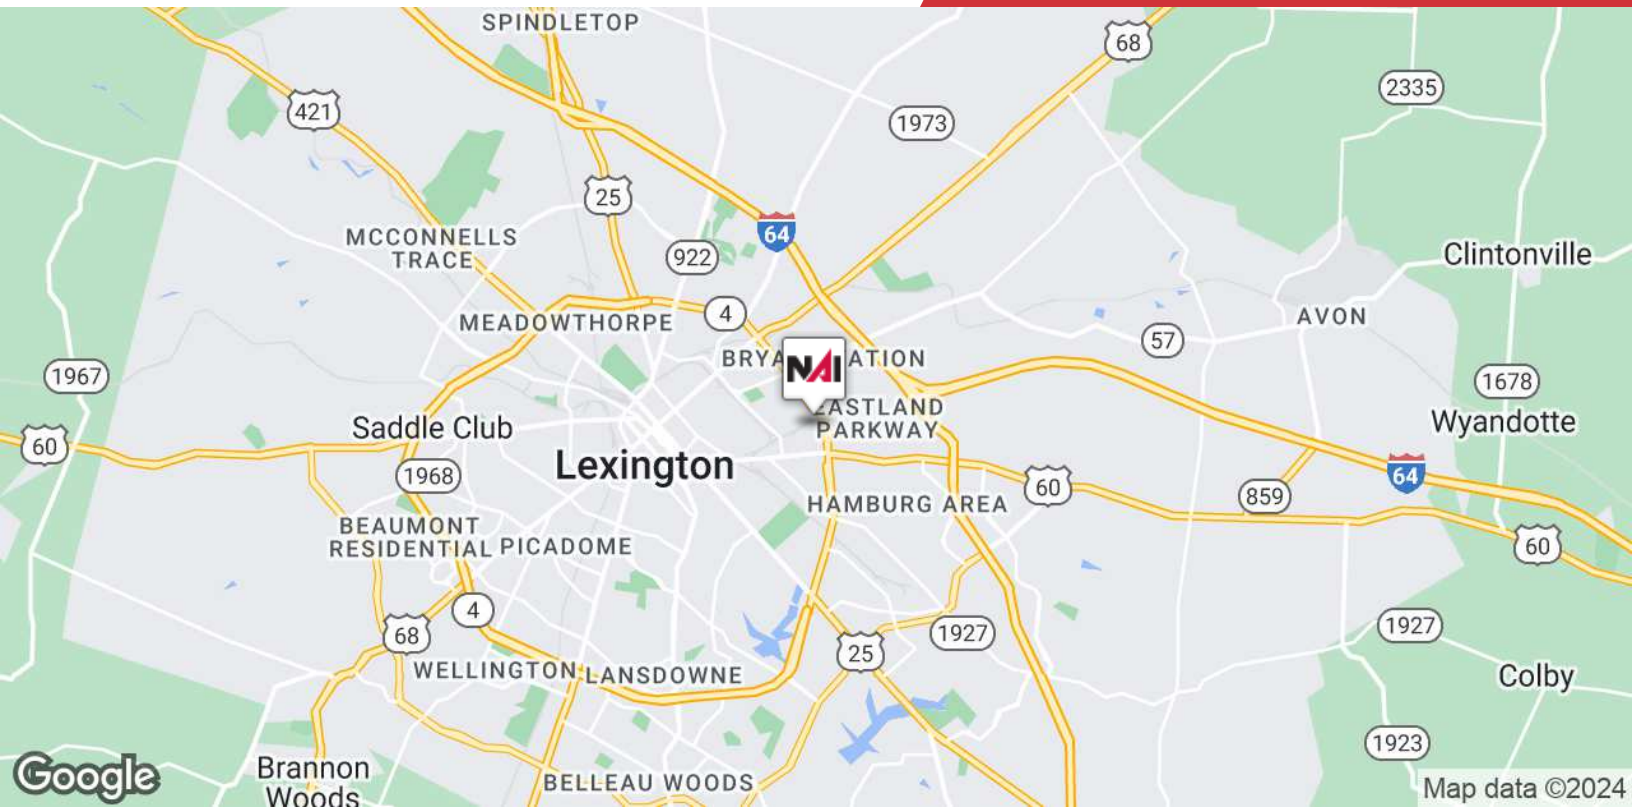 SPINDLETOP
68
2335
421
1973
25
64
MCCONNELLS
TRACE
922
Clintonville
4
MEADOWTHORPE
AVON
57
BRYA
ATION
NAI
1967
1678
EASTLAND
PARKWAY
Saddle Club
Wyandotte
60
Lexington
1968
64
60
859
HAMBURG AREA
BEAUMONT
RESIDENTIAL
PICADOME
60
4
68
1927
1927
25
WELLINGTON
LANSDOWNE
Colby
1923
Google
Brannon
Woods
BELLEAU WOODS
Map data ©2024